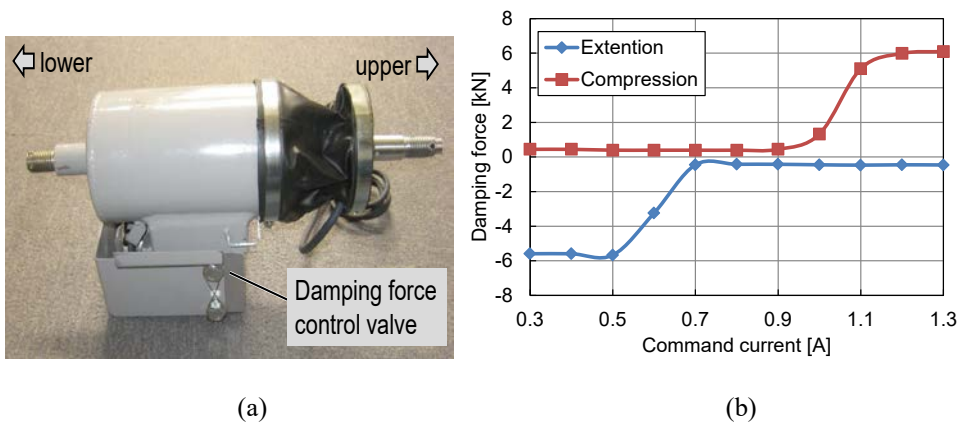 lower
upper
Damping force
control valve
(a)
Damping force [kN]
8
6
4
2
0
-2
-4
-6
-8
Extention
Compression
0.3 0.5 0.7 0.9 1.1 1.3
Command current [A]
(b)